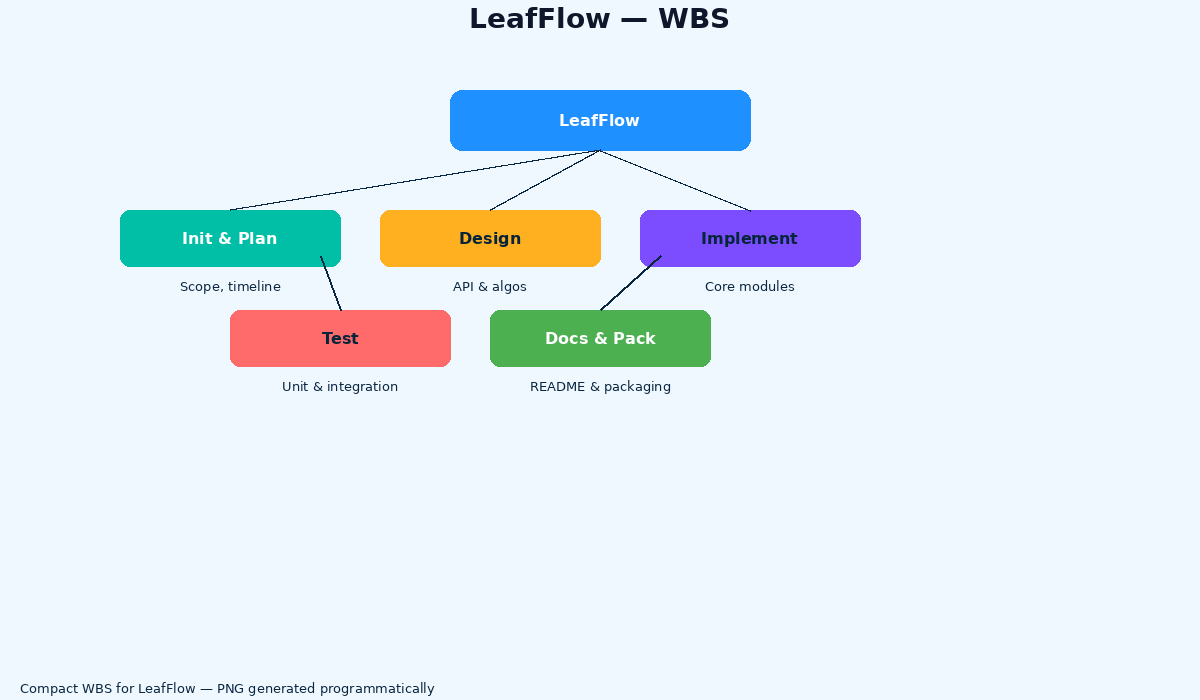 LeafFlow — WBS
LeafFlow
Init & Plan
Design
Implement
Scope, timeline
API & algos
Core modules
Test
Docs & Pack
Unit & integration
README & packaging
Compact WBS for LeafFlow — PNG generated programmatically